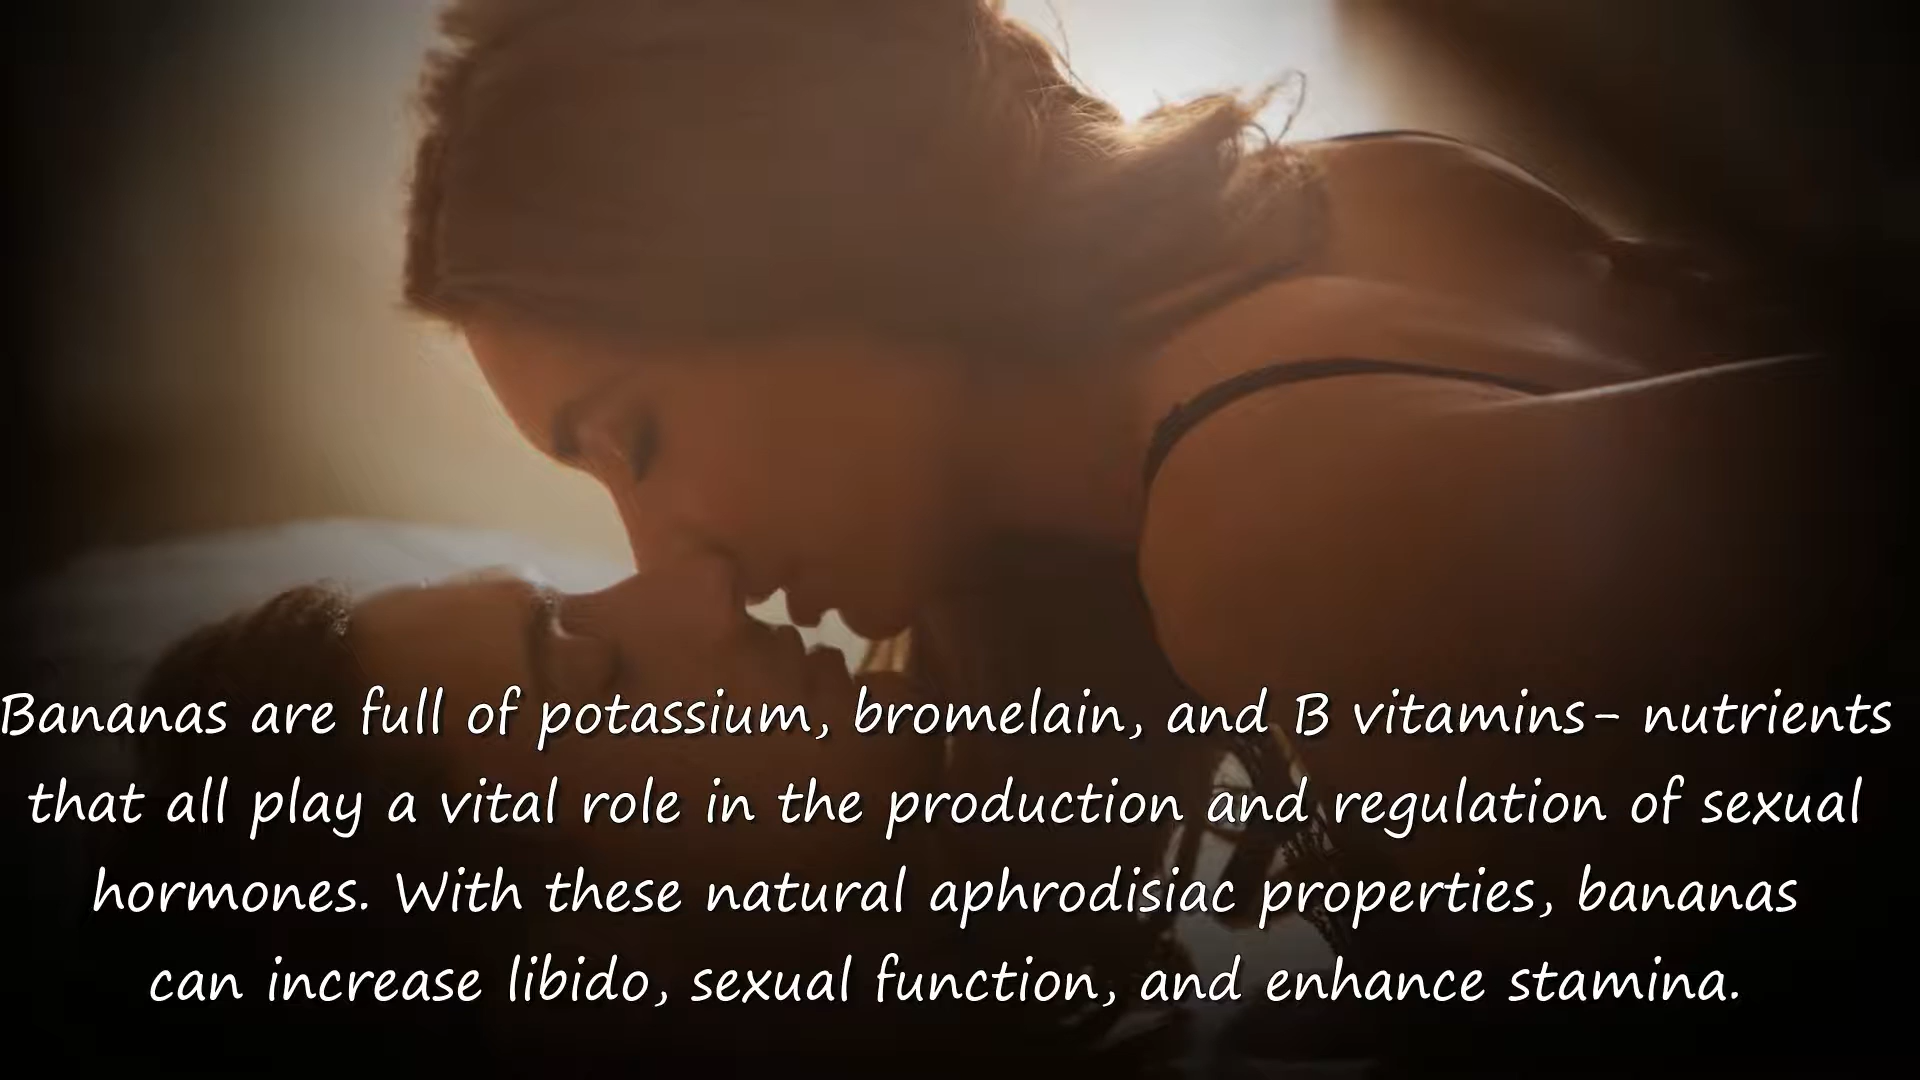 Bananas are full of potassium, bromelain, and B vitamins- nutrients
that all play a vital role in the production and regulation of sexual
hormones. With these natural aphrodisiac properties, bananas
can increase libido, sexual function, and enhance stamina.